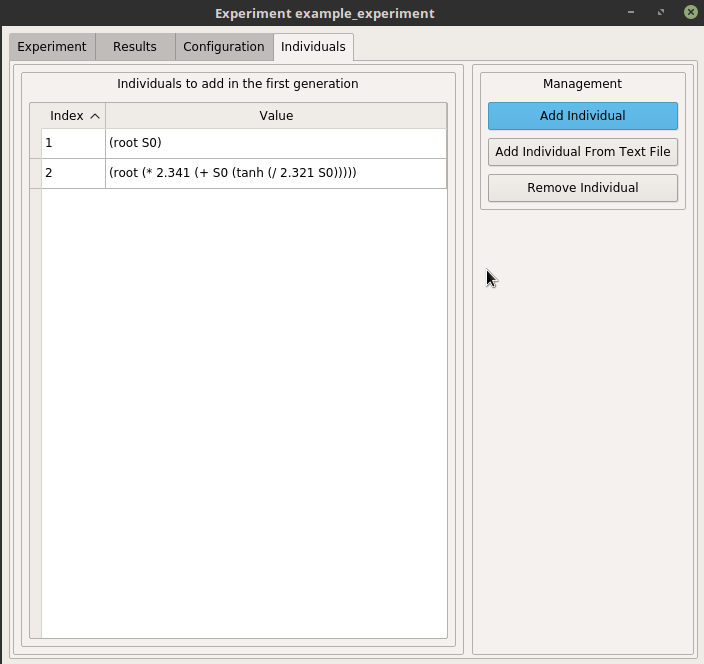 Experiment example_experiment
Experiment Results Configuration Individuals
Individuals to add in the first generation
Index Value
1 (root S0)
2 (root (* 2.341 (+ S0 (tanh (/ 2.321 S0)))))
Management
Add Individual
Add Individual From Text File
Remove Individual